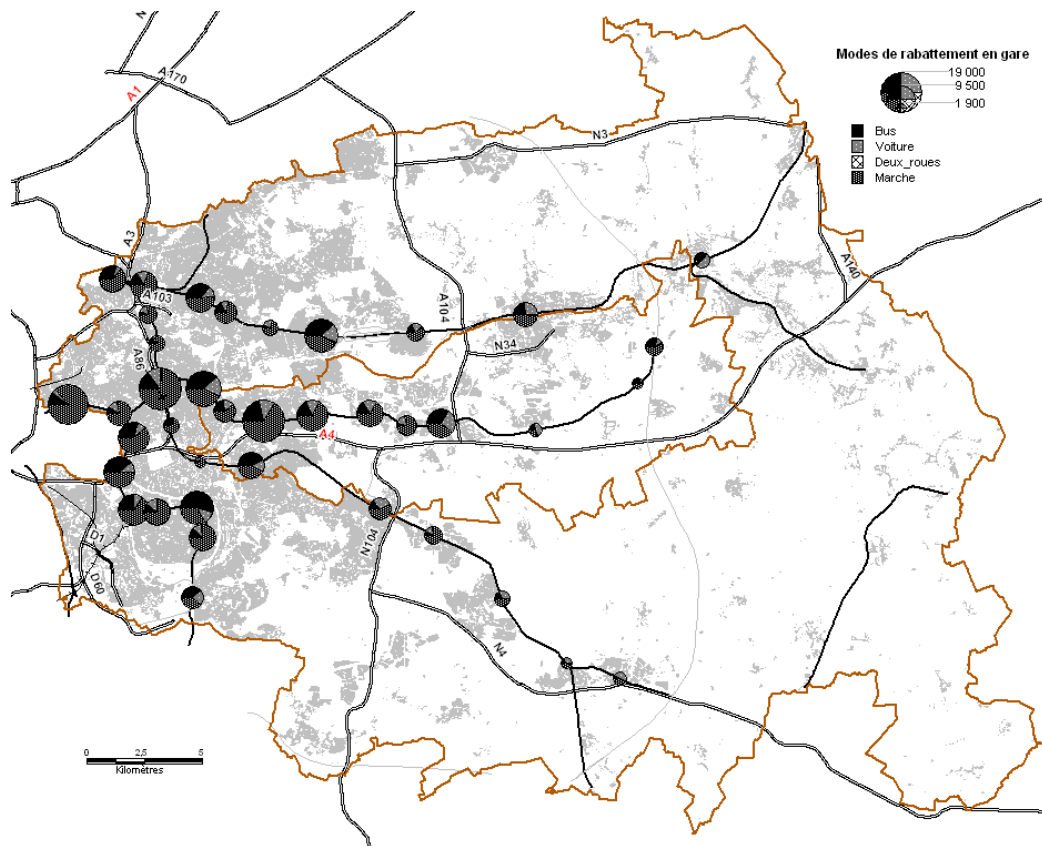 N
A170
A1
Modes de rabattement en gare
19 000
9 500
1 900
Bus
Voiture
Deux_roues
Marche
N3
A3
A103
A140
A104
N34
A86
A4
D1
D60
N104
N4
0 2,5 5
Kilomètres